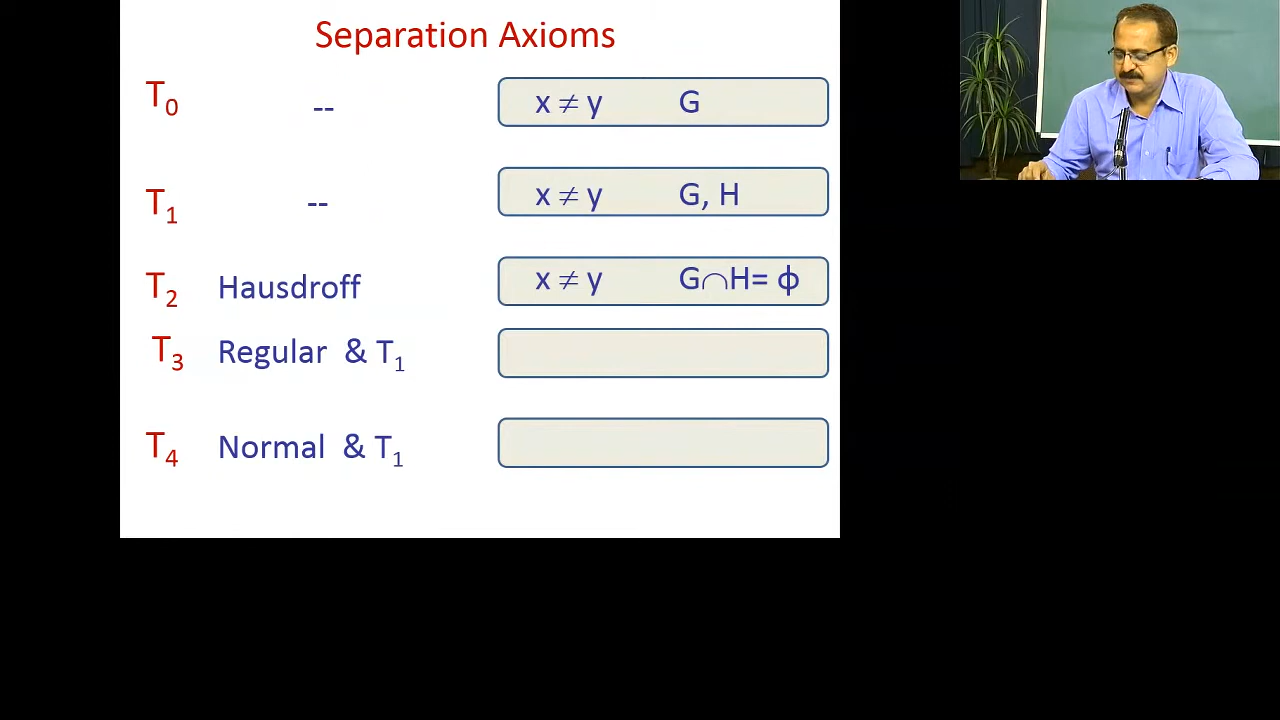 Separation Axioms
T₀ -- x ≠ y G
T₁ -- x ≠ y G, H
T₂ Hausdroff x ≠ y G∩H= ϕ
T₃ Regular & T₁
T₄ Normal & T₁